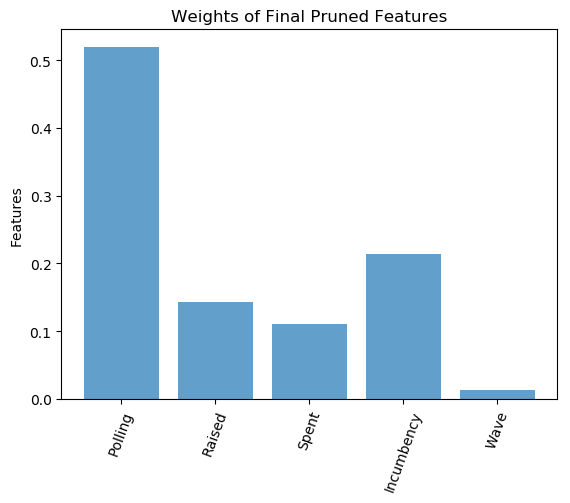 Weights of Final Pruned Features
Features
0.5
0.4
0.3
0.2
0.1
0.0
Polling
Raised
Spent
Incumbency
Wave